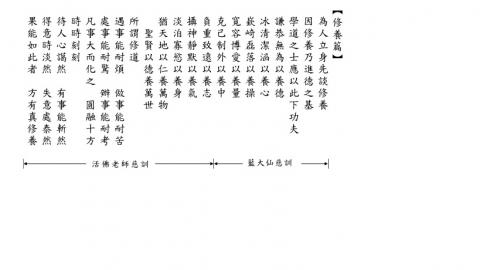 【修養篇】
為人立身先談修養
因修養乃進德之基
學道之士應以此下功夫
謙恭無為以養德
冰清潔涵以養心
嶔崎磊落以養操
寬容博愛以養量
克己制外以養中
負重致遠以養志
攝神靜默以養氣
淡泊寡慾以養身
猶天地以仁養萬物
聖賢以德養萬世
所謂修道
遇事能耐煩 做事能耐苦
處事能耐驚 辦事能耐考
凡事大而化之 圓融十方
時時刻刻
待人心謁然 有事能斬然
得意時淡然 失意處泰然
果能如此者 方有真修養
藍大仙慈訓
活佛老師慈訓